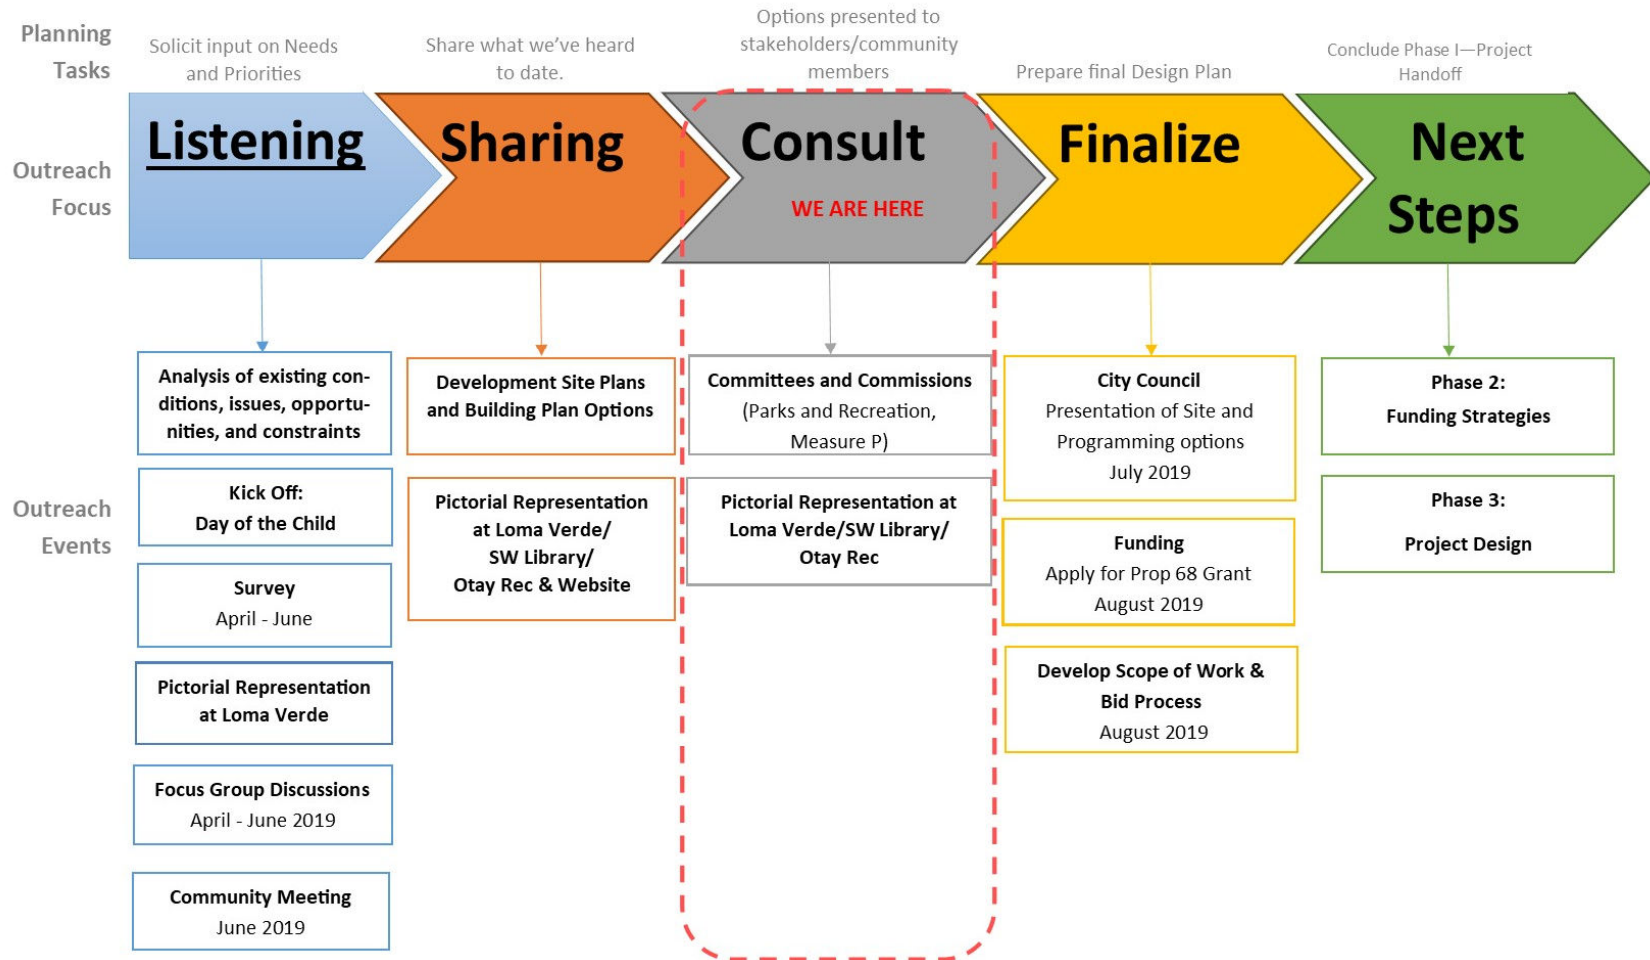 Planning
Tasks
Solicit input on Needs
and Priorities
Share what we've heard
to date.
Options presented to
stakeholders/community
members
Prepare final Design Plan
Conclude Phase I—Project
Handoff
Outreach
Focus
Listening
Sharing
Consult
WE ARE HERE
Finalize
Next
Steps
Outreach
Events
Analysis of existing con-
ditions, issues, opportu-
nities, and constraints
Kick Off:
Day of the Child
Survey
April - June
Pictorial Representation
at Loma Verde
Focus Group Discussions
April - June 2019
Community Meeting
June 2019
Development Site Plans
and Building Plan Options
Pictorial Representation
at Loma Verde/
SW Library/
Otay Rec & Website
Committees and Commissions
(Parks and Recreation,
Measure P)
Pictorial Representation at
Loma Verde/SW Library/
Otay Rec
City Council
Presentation of Site and
Programming options
July 2019
Funding
Apply for Prop 68 Grant
August 2019
Develop Scope of Work &
Bid Process
August 2019
Phase 2:
Funding Strategies
Phase 3:
Project Design